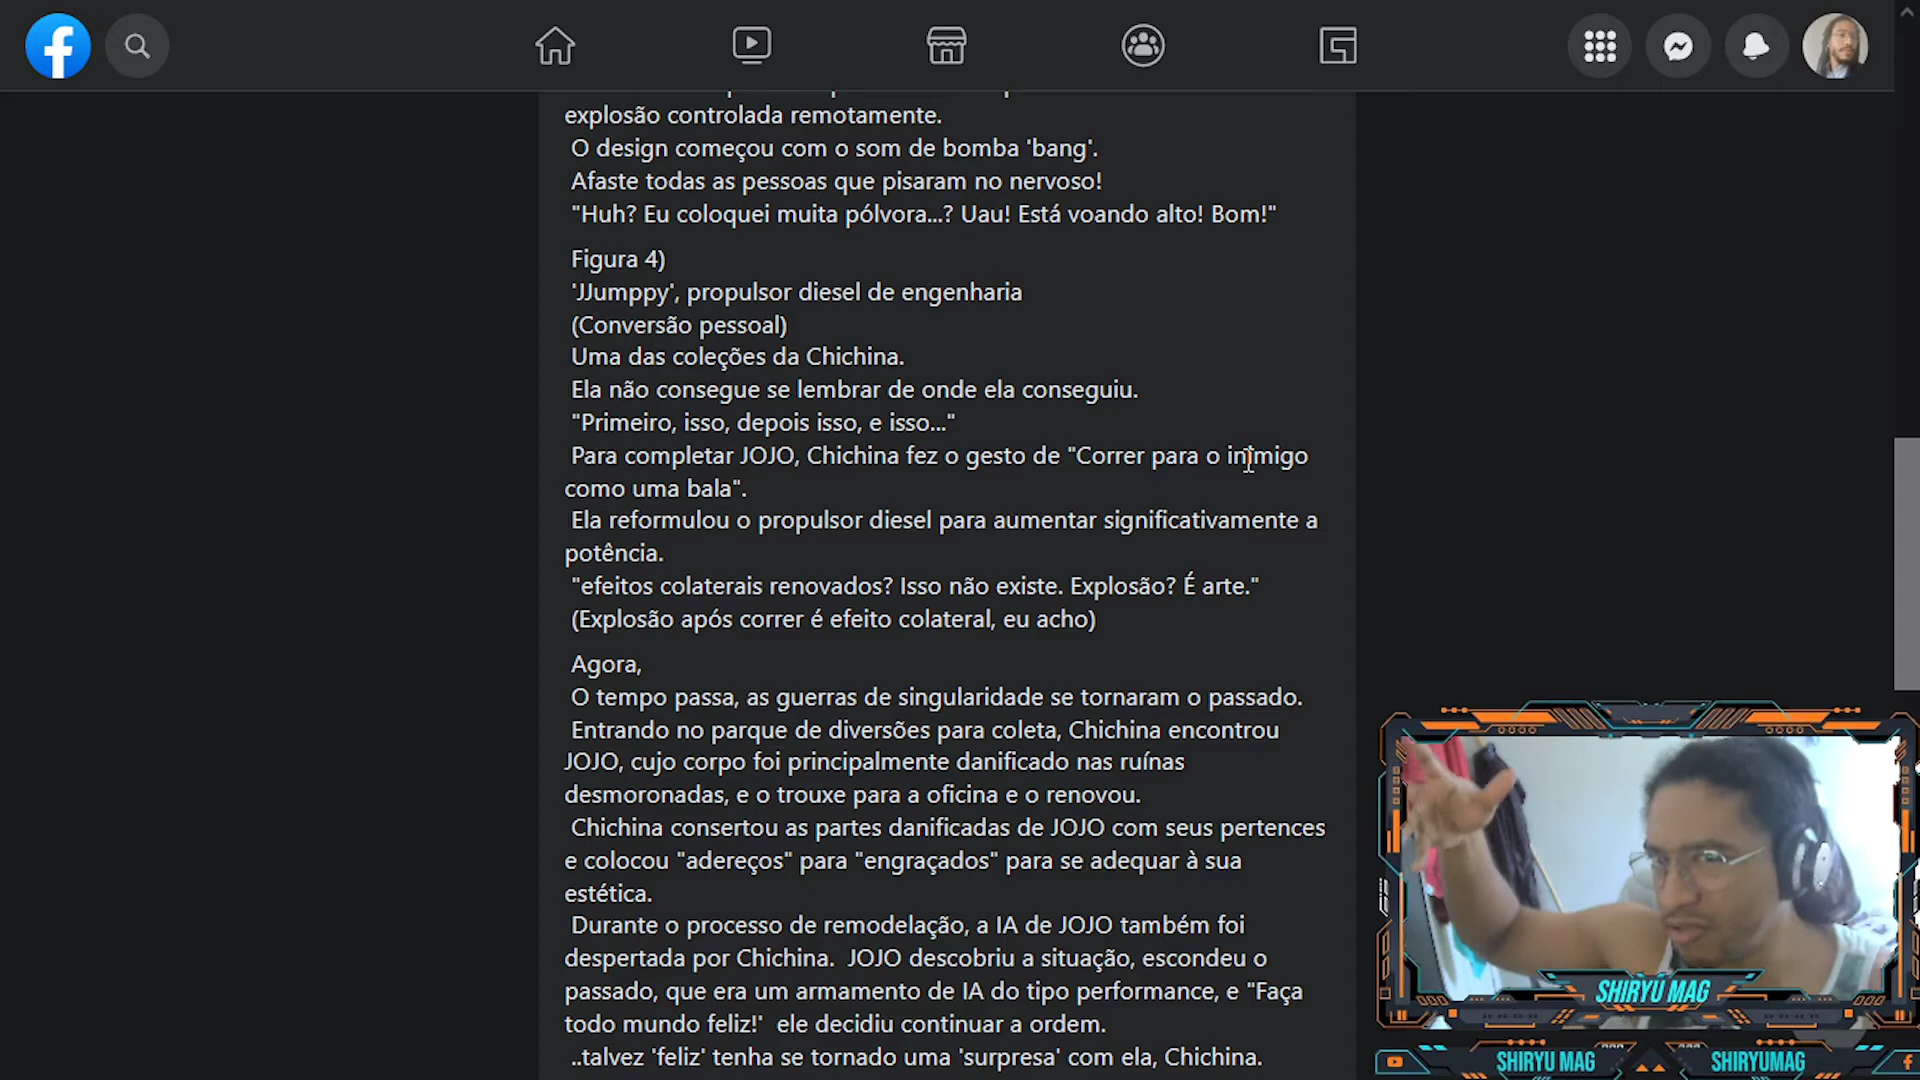 explosão controlada remotamente.
O design começou com o som de bomba 'bang'.
Afaste todas as pessoas que pisaram no nervoso!
"Huh? Eu coloquei muita pólvora...? Uau! Está voando alto! Bom!"
Figura 4)
'JJumppy', propulsor diesel de engenharia
(Conversão pessoal)
Uma das coleções da Chichina.
Ela não consegue se lembrar de onde ela conseguiu.
"Primeiro, isso, depois isso, e isso..."
Para completar JOJO, Chichina fez o gesto de "Correr para o inimigo
como uma bala".
Ela reformulou o propulsor diesel para aumentar significativamente a
potência.
"efeitos colaterais renovados? Isso não existe. Explosão? É arte."
(Explosão após correr é efeito colateral, eu acho)
Agora,
O tempo passa, as guerras de singularidade se tornaram o passado.
Entrando no parque de diversões para coleta, Chichina encontrou
JOJO, cujo corpo foi principalmente danificado nas ruínas
desmoronadas, e o trouxe para a oficina e o renovou.
Chichina consertou as partes danificadas de JOJO com seus pertences
e colocou "adereços" para "engraçados" para se adequar à sua
estética.
Durante o processo de remodelação, a IA de JOJO também foi
despertada por Chichina.  JOJO descobriu a situação, escondeu o
passado, que era um armamento de IA do tipo performance, e "Faça
todo mundo feliz!'  ele decidiu continuar a ordem.
..talvez 'feliz' tenha se tornado uma 'surpresa' com ela, Chichina.
SHIRYU MAG
SHIRYU MAG
SHIRYUMAG